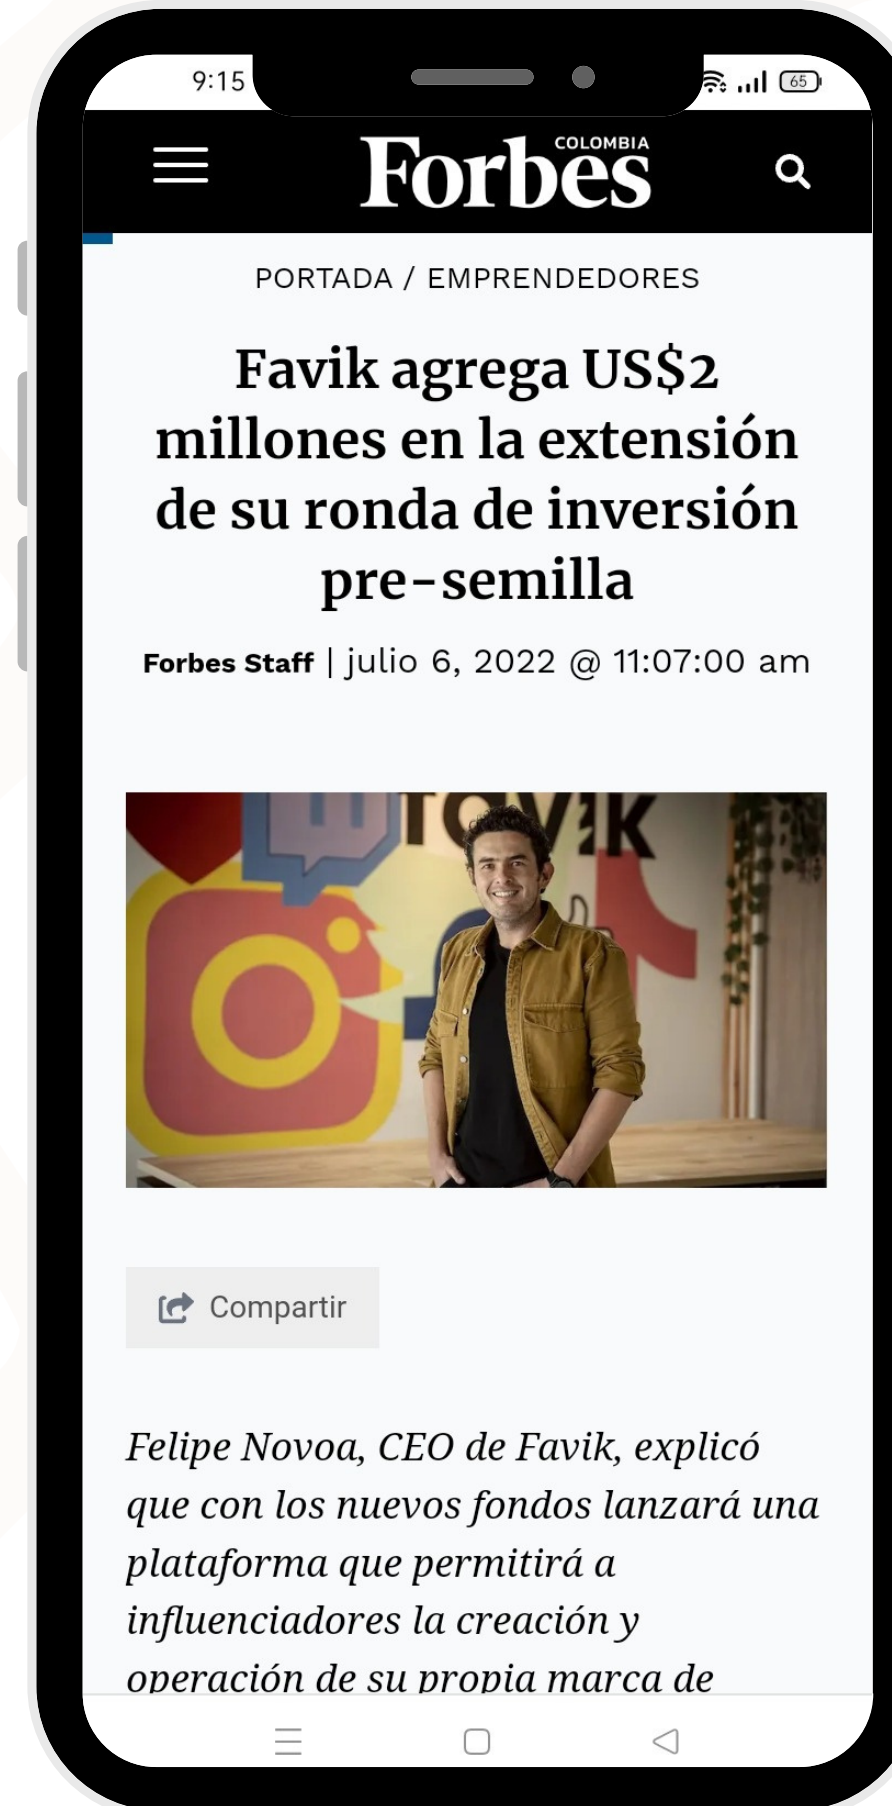 9:15
65
Forbes
COLOMBIA
PORTADA / EMPRENDEDORES
Favik agrega US$2
millones en la extensión
de su ronda de inversión
pre-semilla
Forbes Staff | julio 6, 2022 @ 11:07:00 am
favik
Compartir
Felipe Novoa, CEO de Favik, explicó
que con los nuevos fondos lanzará una
plataforma que permitirá a
influenciadores la creación y
operación de su propia marca de